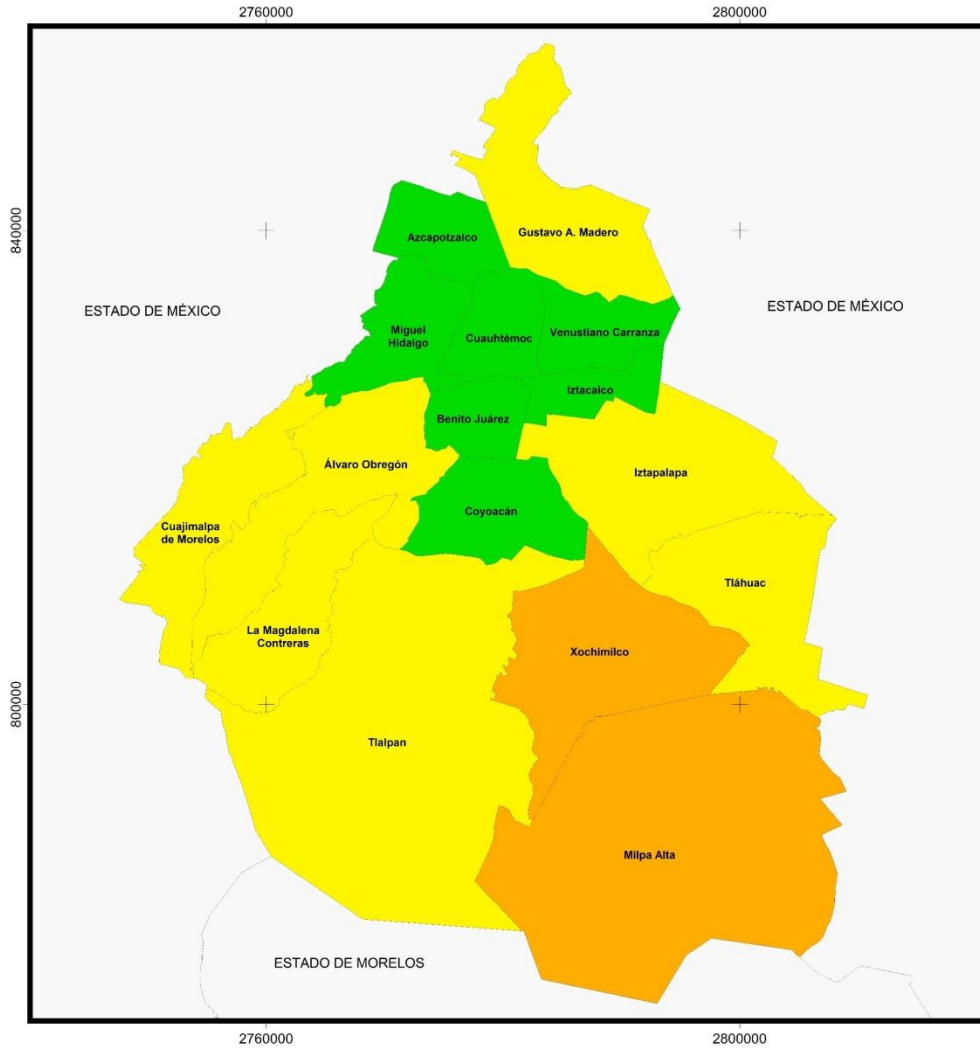 2760000
2800000
840000
Gustavo A. Madero
Azcapotzalco
ESTADO DE MÉXICO
ESTADO DE MÉXICO
Miguel
Hidalgo
Cuauhtémoc
Venustiano Carranza
Iztacalco
Benito Juárez
Álvaro Obregón
Iztapalapa
Coyoacán
Cuajimalpa
de Morelos
Tláhuac
La Magdalena
Contreras
Xochimilco
800000
Tlalpan
Milpa Alta
ESTADO DE MORELOS
2760000
2800000